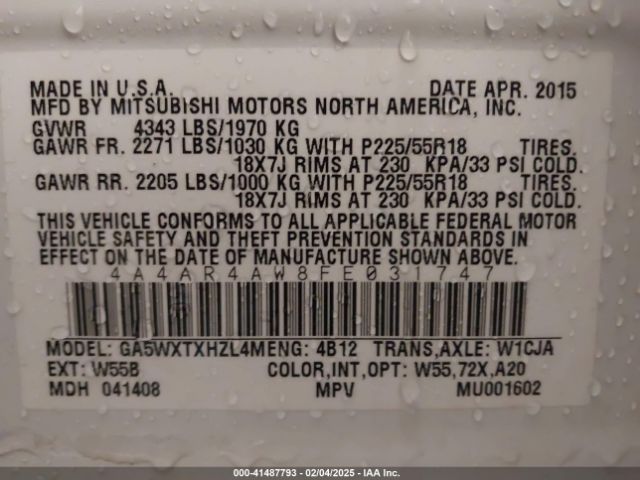 MADE IN U.S.A. DATE APR. 2015
MFD BY MITSUBISHI MOTORS NORTH AMERICA, INC.
GVWR 4343 LBS/1970 KG
GAWR FR. 2271 LBS/1030 KG WITH P225/55R18 TIRES.
18X7J RIMS AT 230 KPA/33 PSI COLD.
GAWR RR. 2205 LBS/1000 KG WITH P225/55R18 TIRES.
18X7J RIMS AT 230 KPA/33 PSI COLD.
THIS VEHICLE CONFORMS TO ALL APPLICABLE FEDERAL MOTOR
VEHICLE SAFETY AND THEFT PREVENTION STANDARDS IN
EFFECT ON THE DATE OF MANUFACTURE SHOWN ABOVE.
4A4AR4AW8FE031747
MODEL: GA5WXTXHZL4M ENG: 4B12 TRANS,AXLE: W1CJA
EXT: W55B COLOR,INT,OPT: W55,72X,A20
MDH 041408 MPV MU001602
000-41487793 - 02/04/2025 - IAA Inc.